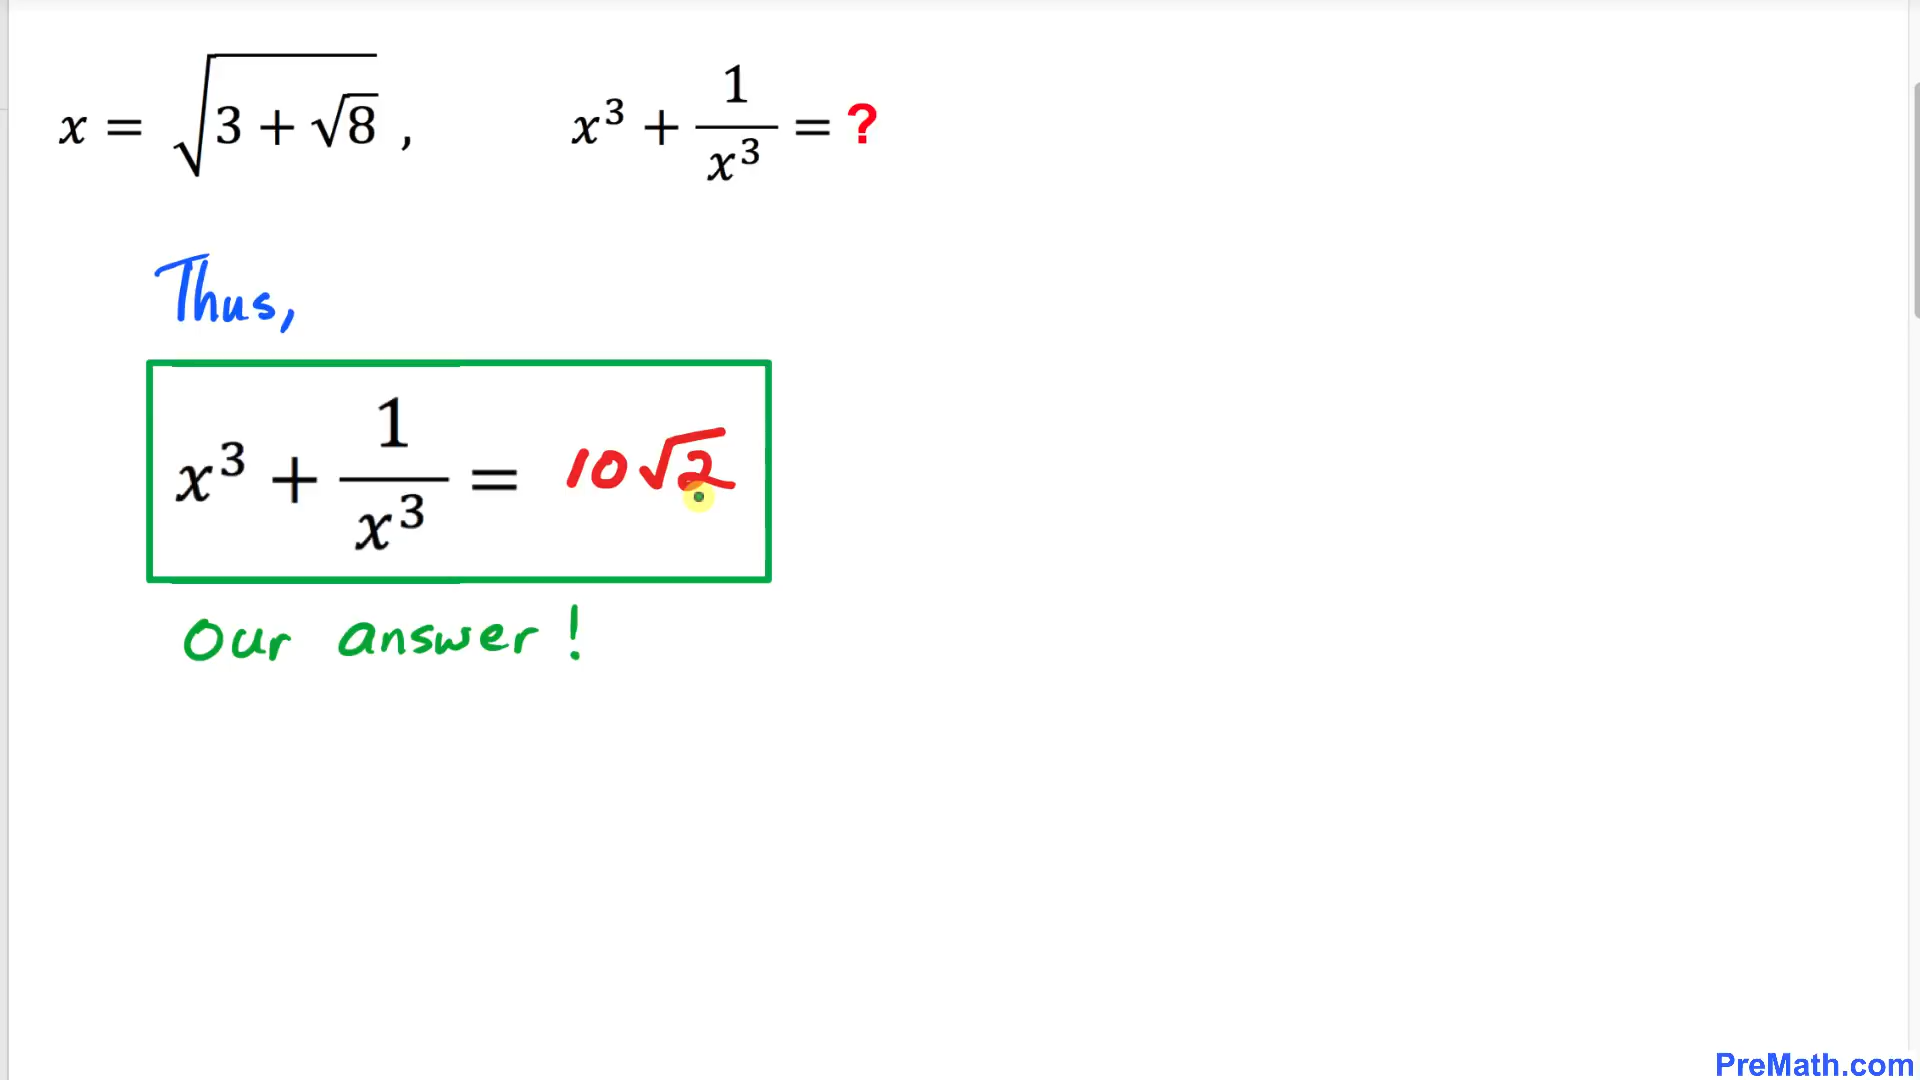 x = √(3 + √8) , x³ + 1/x³ = ?
Thus,
x³ + 1/x³ = 10√2
Our answer!
PreMath.com